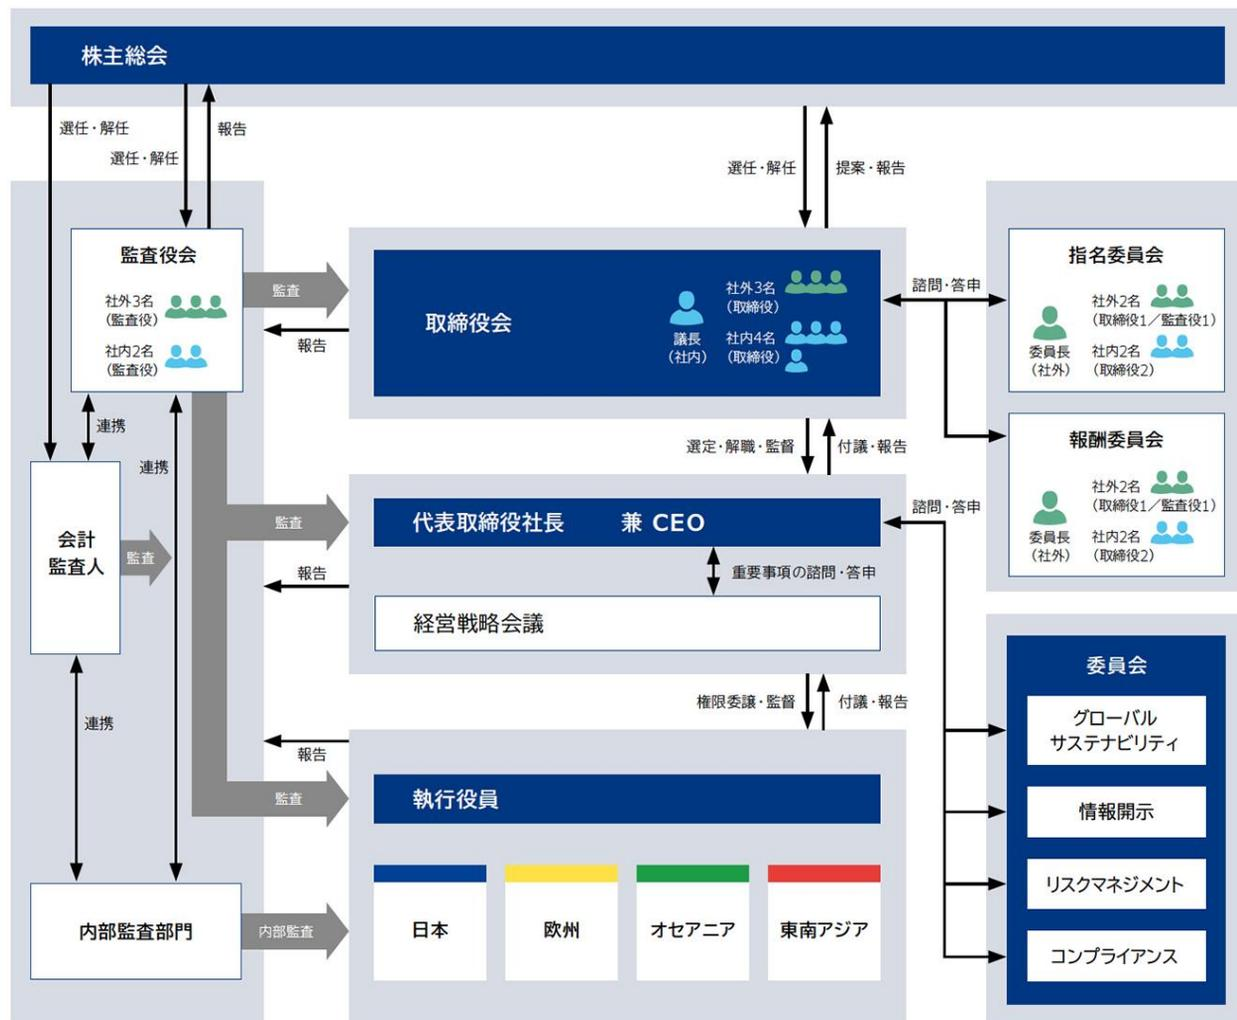 株主総会
選任・解任
選任・解任
報告
選任・解任
提案・報告
監査役会
社外3名
(監査役)
社内2名
(監査役)
監査
報告
取締役会
議長
(社内)
社外3名
(取締役)
社内4名
(取締役)
諮問・答申
指名委員会
委員長
(社外)
社外2名
(取締役1／監査役1)
社内2名
(取締役2)
報酬委員会
委員長
(社外)
社外2名
(取締役1／監査役1)
社内2名
(取締役2)
連携
連携
選定・解職・監督
付議・報告
会計
監査人
監査
監査
報告
代表取締役社長 兼 CEO
重要事項の諮問・答申
経営戦略会議
諮問・答申
連携
権限委譲・監督
付議・報告
報告
監査
執行役員
内部監査部門
内部監査
日本
欧州
オセアニア
東南アジア
委員会
グローバル
サステナビリティ
情報開示
リスクマネジメント
コンプライアンス